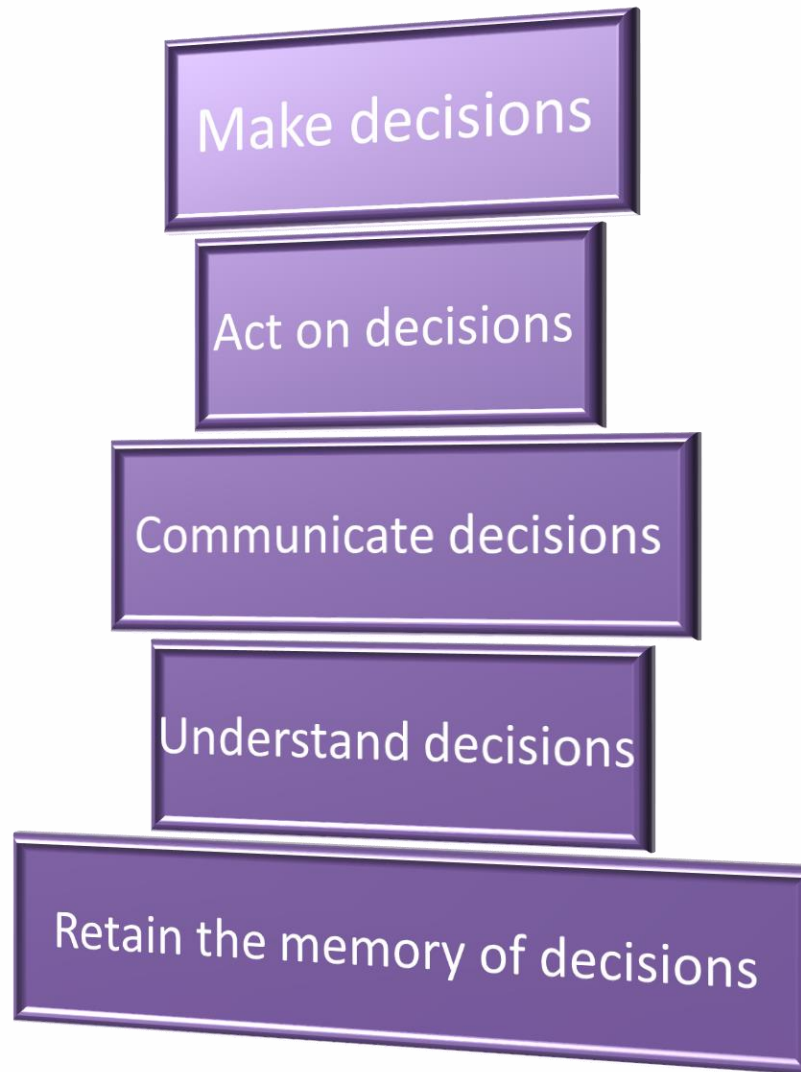 Make decisions
Act on decisions
Communicate decisions
Understand decisions
Retain the memory of decisions